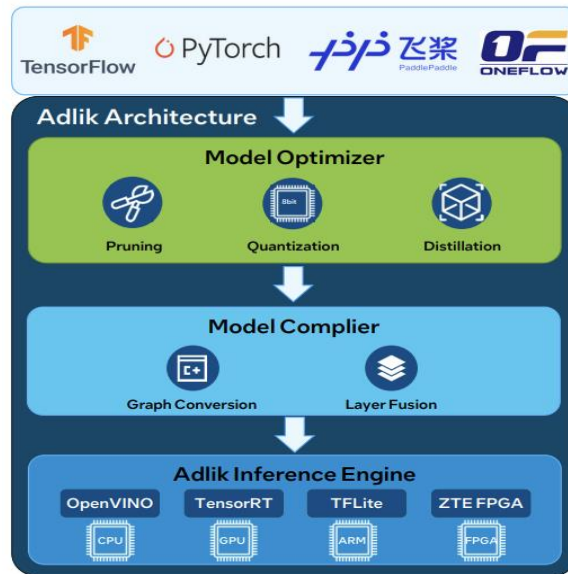 TensorFlow PyTorch 飞桨 OF
PaddlePaddle ONEFLOW
Adlik Architecture
Model Optimizer
8bit
Pruning Quantization Distillation
Model Complier
Graph Conversion Layer Fusion
Adlik Inference Engine
OpenVINO TensorRT TFLite ZTE FPGA
CPU GPU ARM FPGA